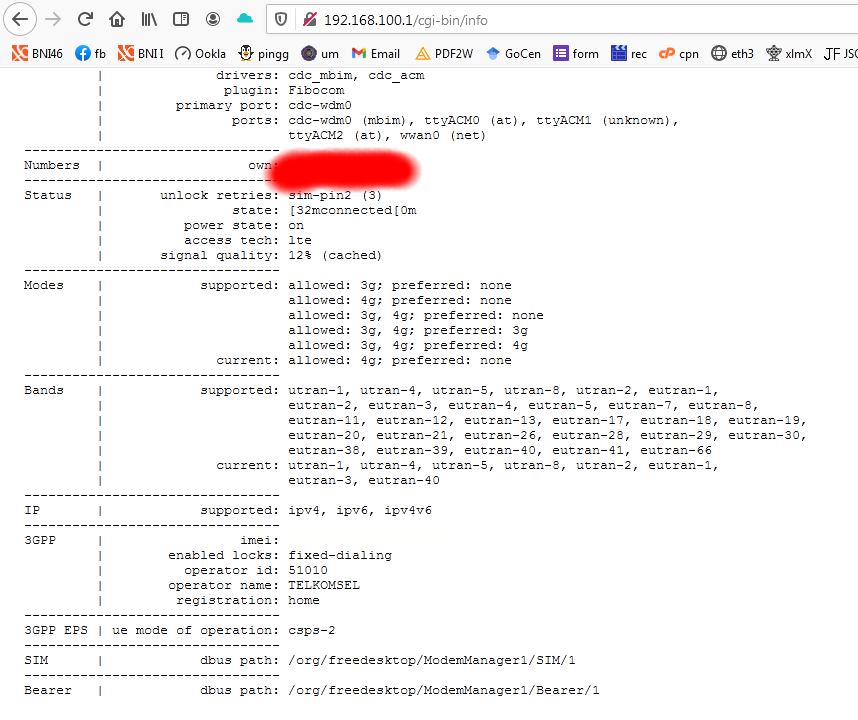 192.168.100.1/cgi-bin/info
BNI46 fb BNI I Ookla pingg um Email PDF2W GoCen form rec cpn eth3 xlmX JF JSO
| drivers: cdc_mbim, cdc_acm
| plugin: Fibocom
| primary port: cdc-wdm0
| ports: cdc-wdm0 (mbim), ttyACM0 (at), ttyACM1 (unknown),
| ttyACM2 (at), wwan0 (net)
--------------------------------
Numbers | own:
--------------------------------
Status | unlock retries: sim-pin2 (3)
| state: [32mconnected[0m
| power state: on
| access tech: lte
| signal quality: 12% (cached)
--------------------------------
Modes | supported: allowed: 3g; preferred: none
| allowed: 4g; preferred: none
| allowed: 3g, 4g; preferred: none
| allowed: 3g, 4g; preferred: 3g
| allowed: 3g, 4g; preferred: 4g
| current: allowed: 4g; preferred: none
--------------------------------
Bands | supported: utran-1, utran-4, utran-5, utran-8, utran-2, eutran-1,
| eutran-2, eutran-3, eutran-4, eutran-5, eutran-7, eutran-8,
| eutran-11, eutran-12, eutran-13, eutran-17, eutran-18, eutran-19,
| eutran-20, eutran-21, eutran-26, eutran-28, eutran-29, eutran-30,
| eutran-38, eutran-39, eutran-40, eutran-41, eutran-66
| current: utran-1, utran-4, utran-5, utran-8, utran-2, eutran-1,
| eutran-3, eutran-40
--------------------------------
IP | supported: ipv4, ipv6, ipv4v6
--------------------------------
3GPP | imei:
| enabled locks: fixed-dialing
| operator id: 51010
| operator name: TELKOMSEL
| registration: home
--------------------------------
3GPP EPS | ue mode of operation: csps-2
--------------------------------
SIM | dbus path: /org/freedesktop/ModemManager1/SIM/1
--------------------------------
Bearer | dbus path: /org/freedesktop/ModemManager1/Bearer/1